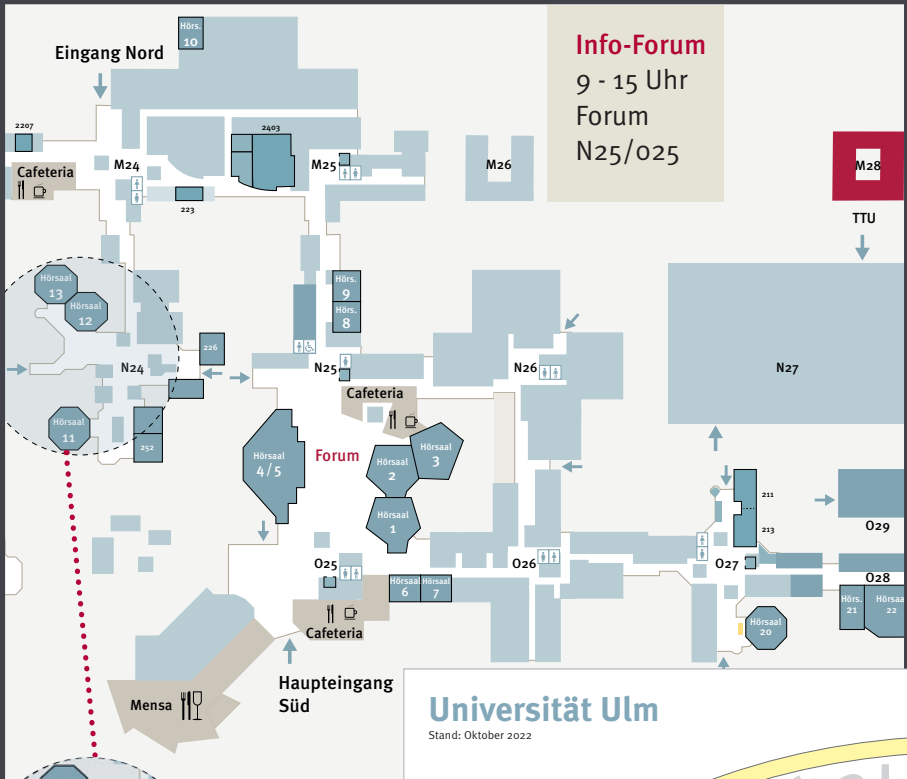 Hörs.
10
Eingang Nord
Info-Forum
9 - 15 Uhr
Forum
N25/025
2207
2403
M24
M25
M26
M28
Cafeteria
223
TTU
Hörsaal
13
Hörsaal
12
Hörs.
9
Hörs.
8
226
N24
N25
N26
N27
Cafeteria
Hörsaal
11
252
Hörsaal
4/5
Forum
Hörsaal
2
Hörsaal
3
Hörsaal
1
211
213
O29
O25
O26
O27
O28
Hörsaal
6
Hörsaal
7
Hörs.
21
Hörsaa
22
Hörsaal
20
Cafeteria
Haupteingang
Süd
Mensa
Universität Ulm
Stand: Oktober 2022